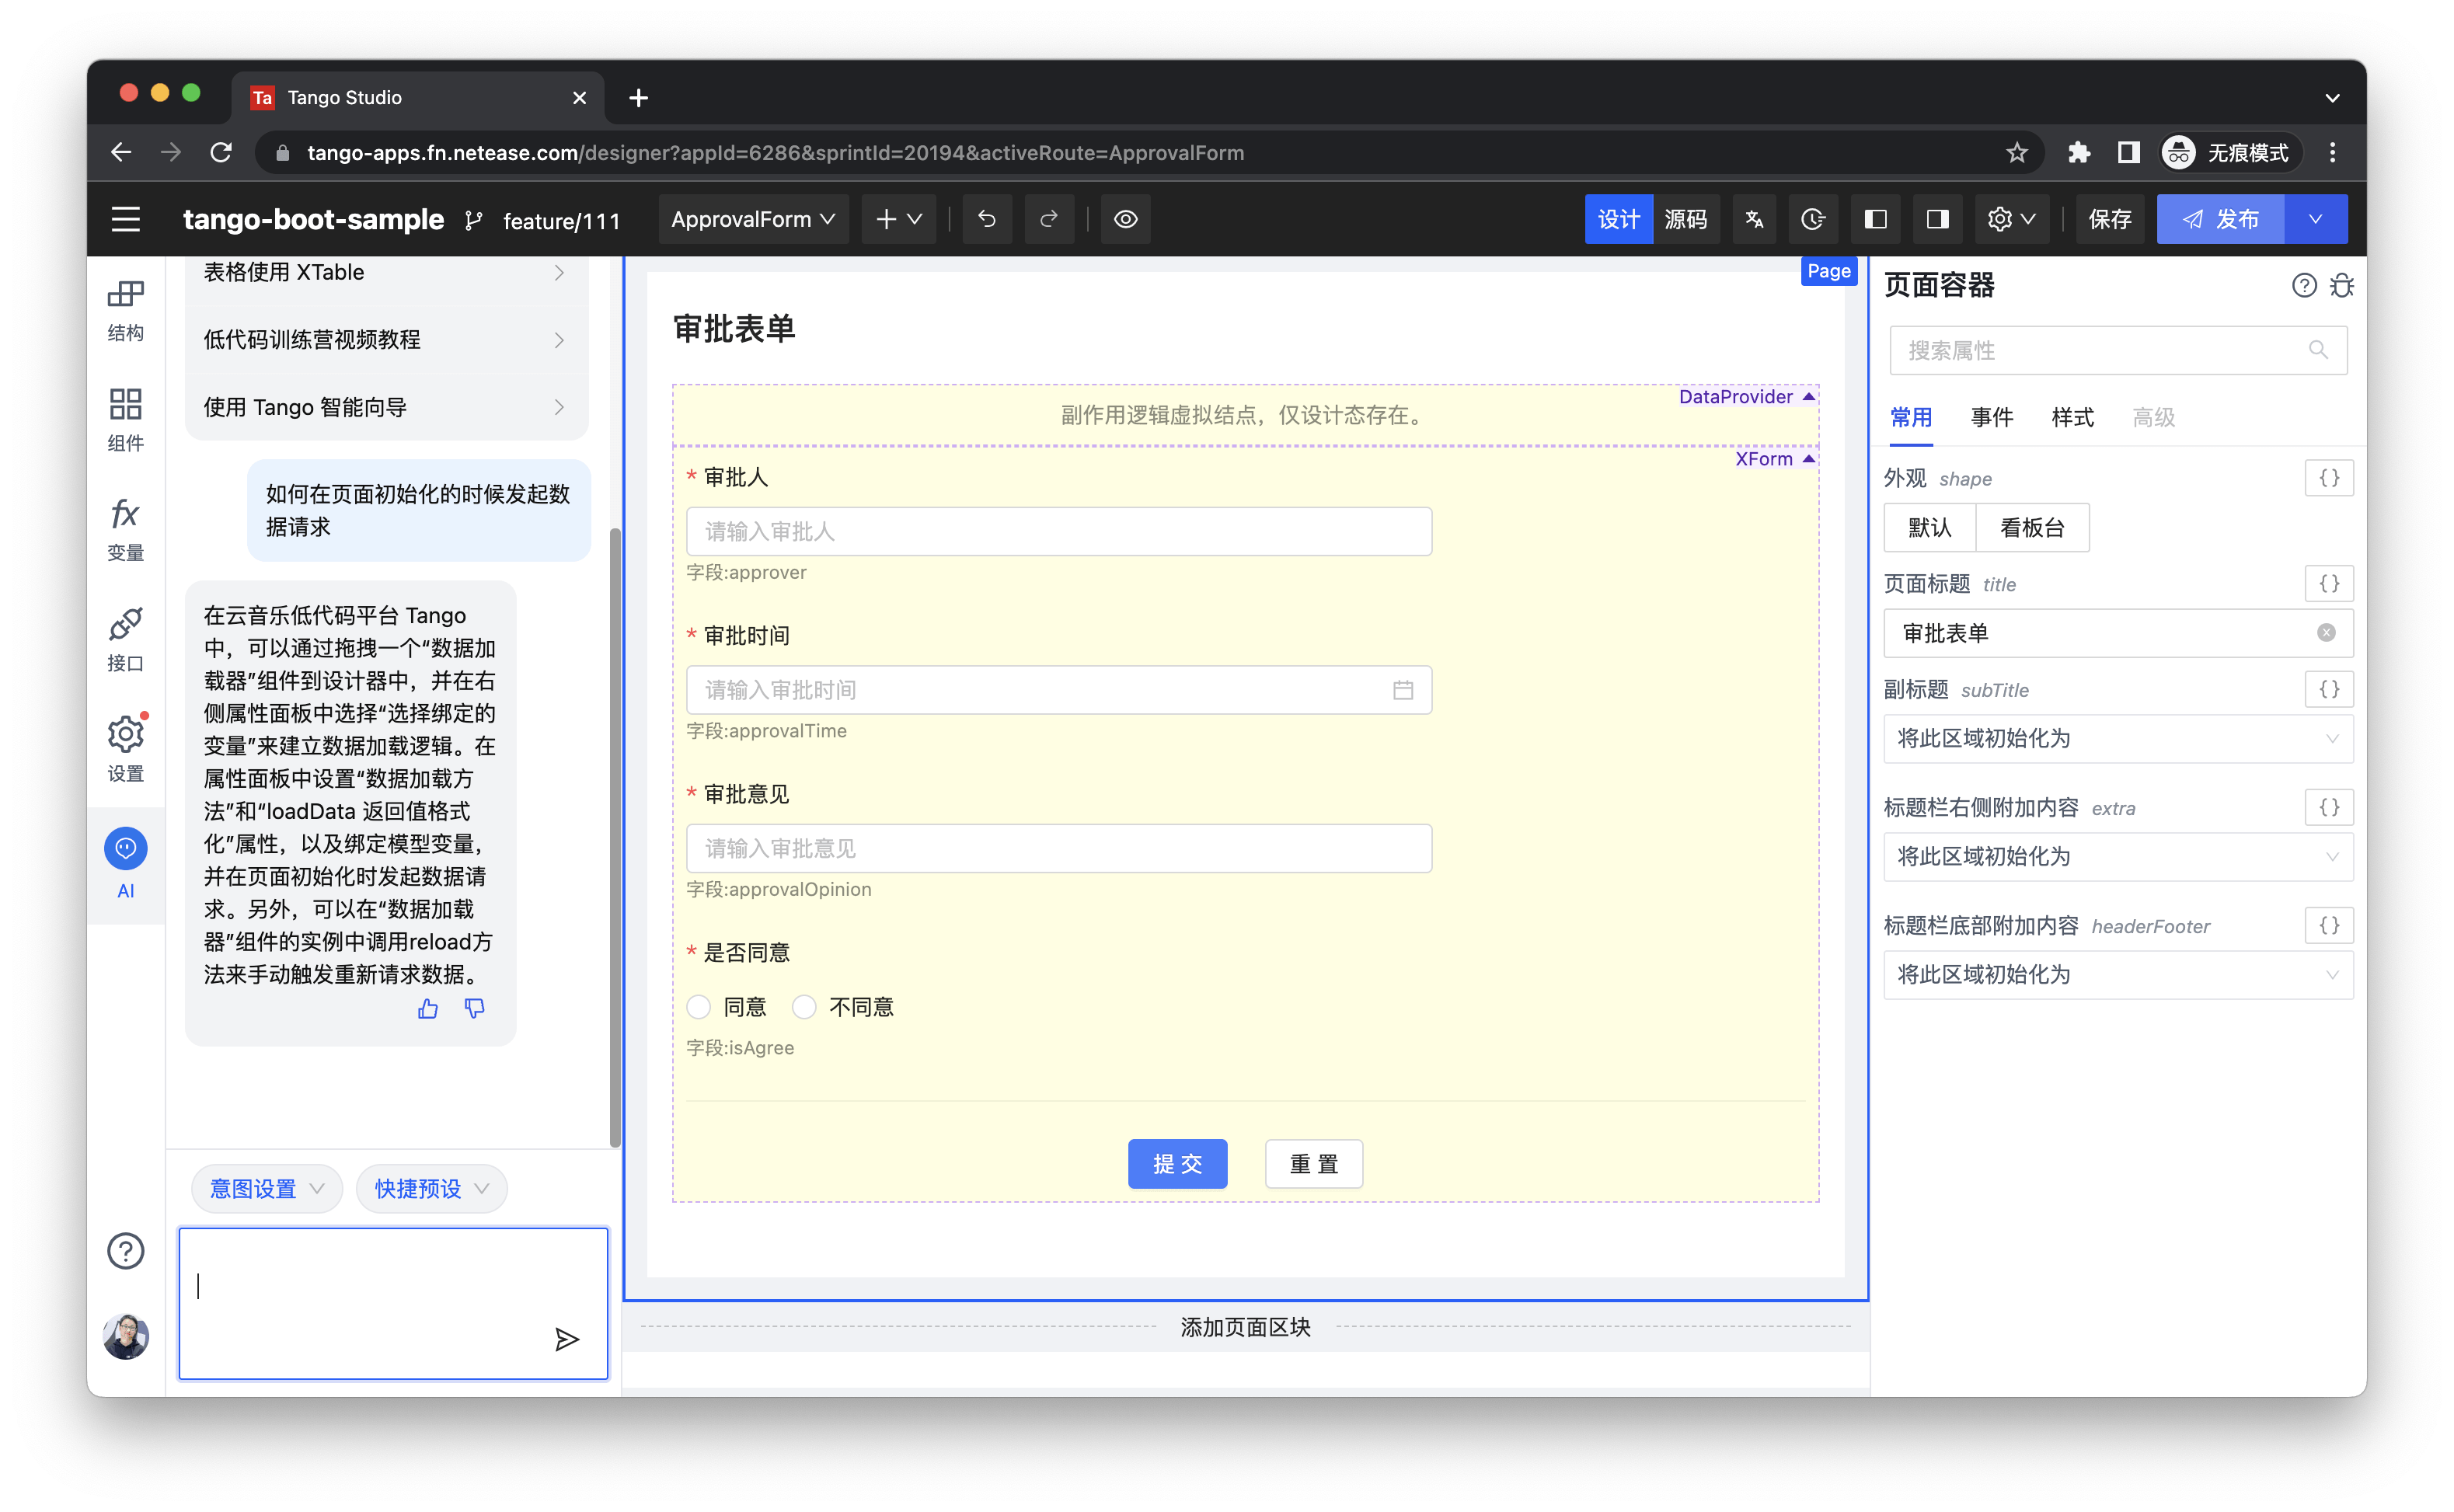 Ta Tango Studio
tango-apps.fn.netease.com/designer?appId=6286&sprintId=20194&activeRoute=ApprovalForm
无痕模式
tango-boot-sample feature/111 ApprovalForm
设计 源码 保存 发布
结构
组件
fx
变量
接口
设置
AI
表格使用 XTable
低代码训练营视频教程
使用 Tango 智能向导
如何在页面初始化的时候发起数
据请求
在云音乐低代码平台 Tango
中，可以通过拖拽一个“数据加
载器”组件到设计器中，并在右
侧属性面板中选择“选择绑定的
变量”来建立数据加载逻辑。在
属性面板中设置“数据加载方
法”和“loadData 返回值格式
化”属性，以及绑定模型变量，
并在页面初始化时发起数据请
求。另外，可以在“数据加载
器”组件的实例中调用reload方
法来手动触发重新请求数据。
意图设置 快捷预设
Page
审批表单
DataProvider
副作用逻辑虚拟结点，仅设计态存在。
XForm
* 审批人
请输入审批人
字段:approver
* 审批时间
请输入审批时间
字段:approvalTime
* 审批意见
请输入审批意见
字段:approvalOpinion
* 是否同意
同意 不同意
字段:isAgree
提 交 重 置
添加页面区块
页面容器
搜索属性
常用 事件 样式 高级
外观 shape {}
默认 看板台
页面标题 title {}
审批表单
副标题 subTitle {}
将此区域初始化为
标题栏右侧附加内容 extra {}
将此区域初始化为
标题栏底部附加内容 headerFooter {}
将此区域初始化为